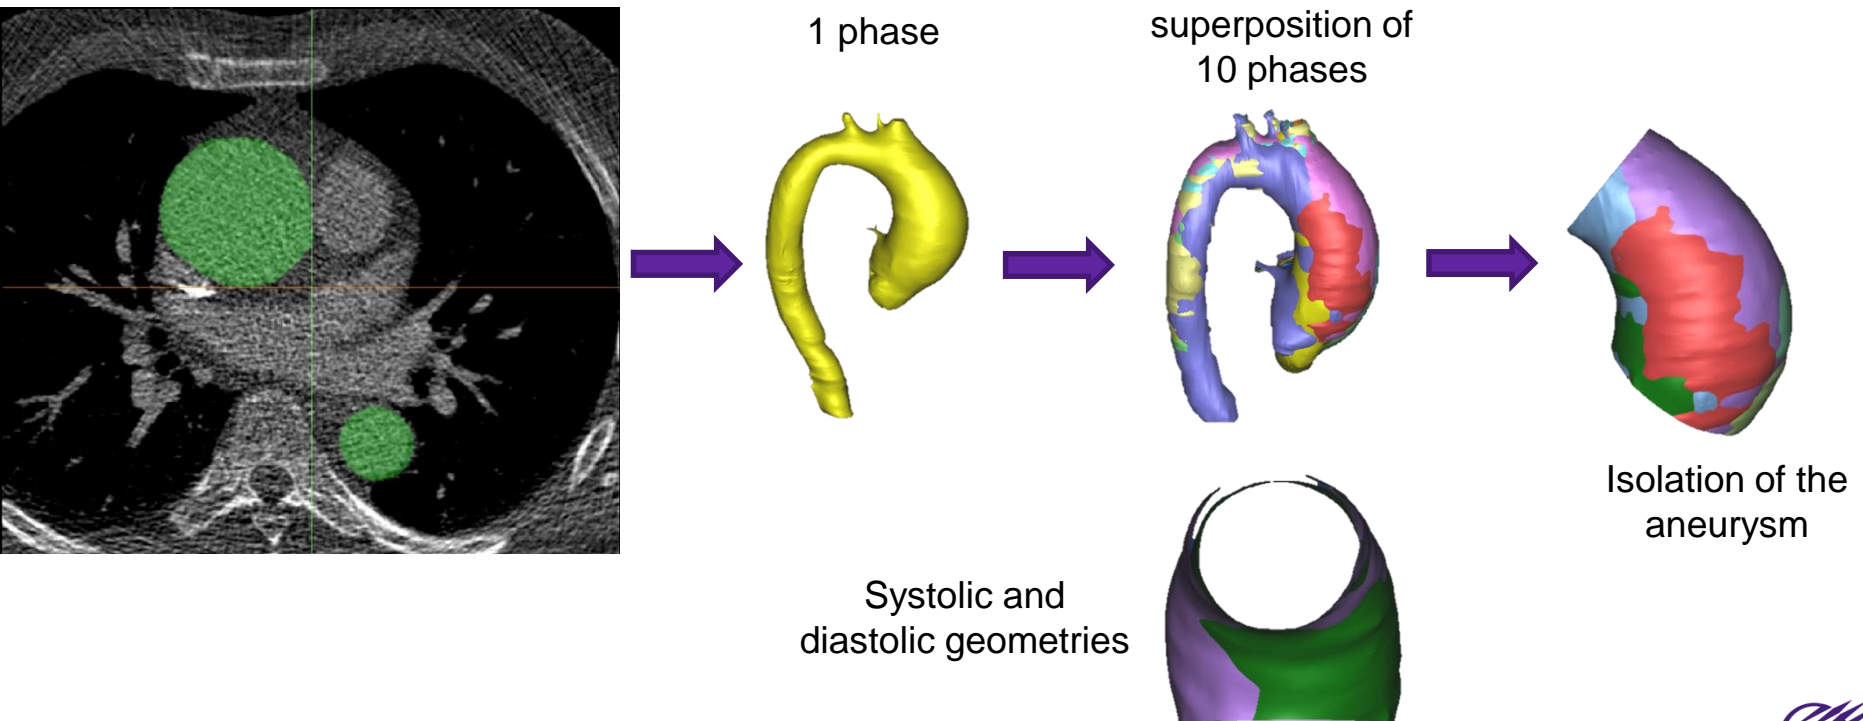 1 phase
superposition of
10 phases
Isolation of the
aneurysm
Systolic and
diastolic geometries